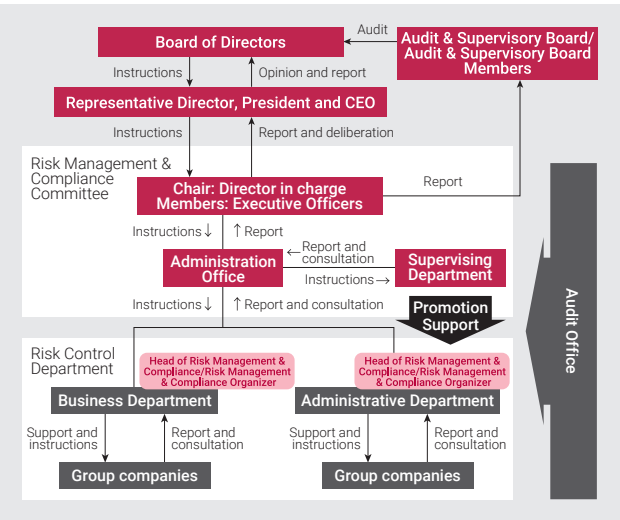 Board of Directors
Audit
Audit & Supervisory Board/
Audit & Supervisory Board
Members
Instructions
Opinion and report
Representative Director, President and CEO
Instructions
Report and deliberation
Risk Management &
Compliance
Committee
Chair: Director in charge
Members: Executive Officers
Report
Instructions↓
↑Report
Administration
Office
←Report and
consultation
Instructions→
Supervising
Department
Instructions↓
↑Report and consultation
Promotion
Support
Audit Office
Risk Control
Department
Head of Risk Management &
Compliance/Risk Management
& Compliance Organizer
Business Department
Head of Risk Management &
Compliance/Risk Management
& Compliance Organizer
Administrative Department
Support and
instructions
Report and
consultation
Support and
instructions
Report and
consultation
Group companies
Group companies